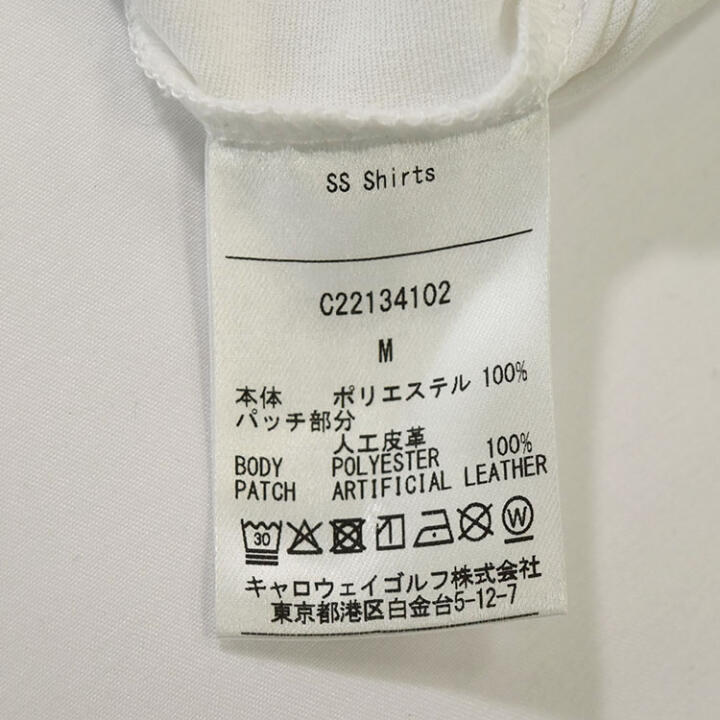 SS Shirts
C22134102
M
本体 ポリエステル 100%
パッチ部分
人工皮革 100%
BODY POLYESTER
PATCH ARTIFICIAL LEATHER
30 W
キャロウェイゴルフ株式会社
東京都港区白金台5-12-7